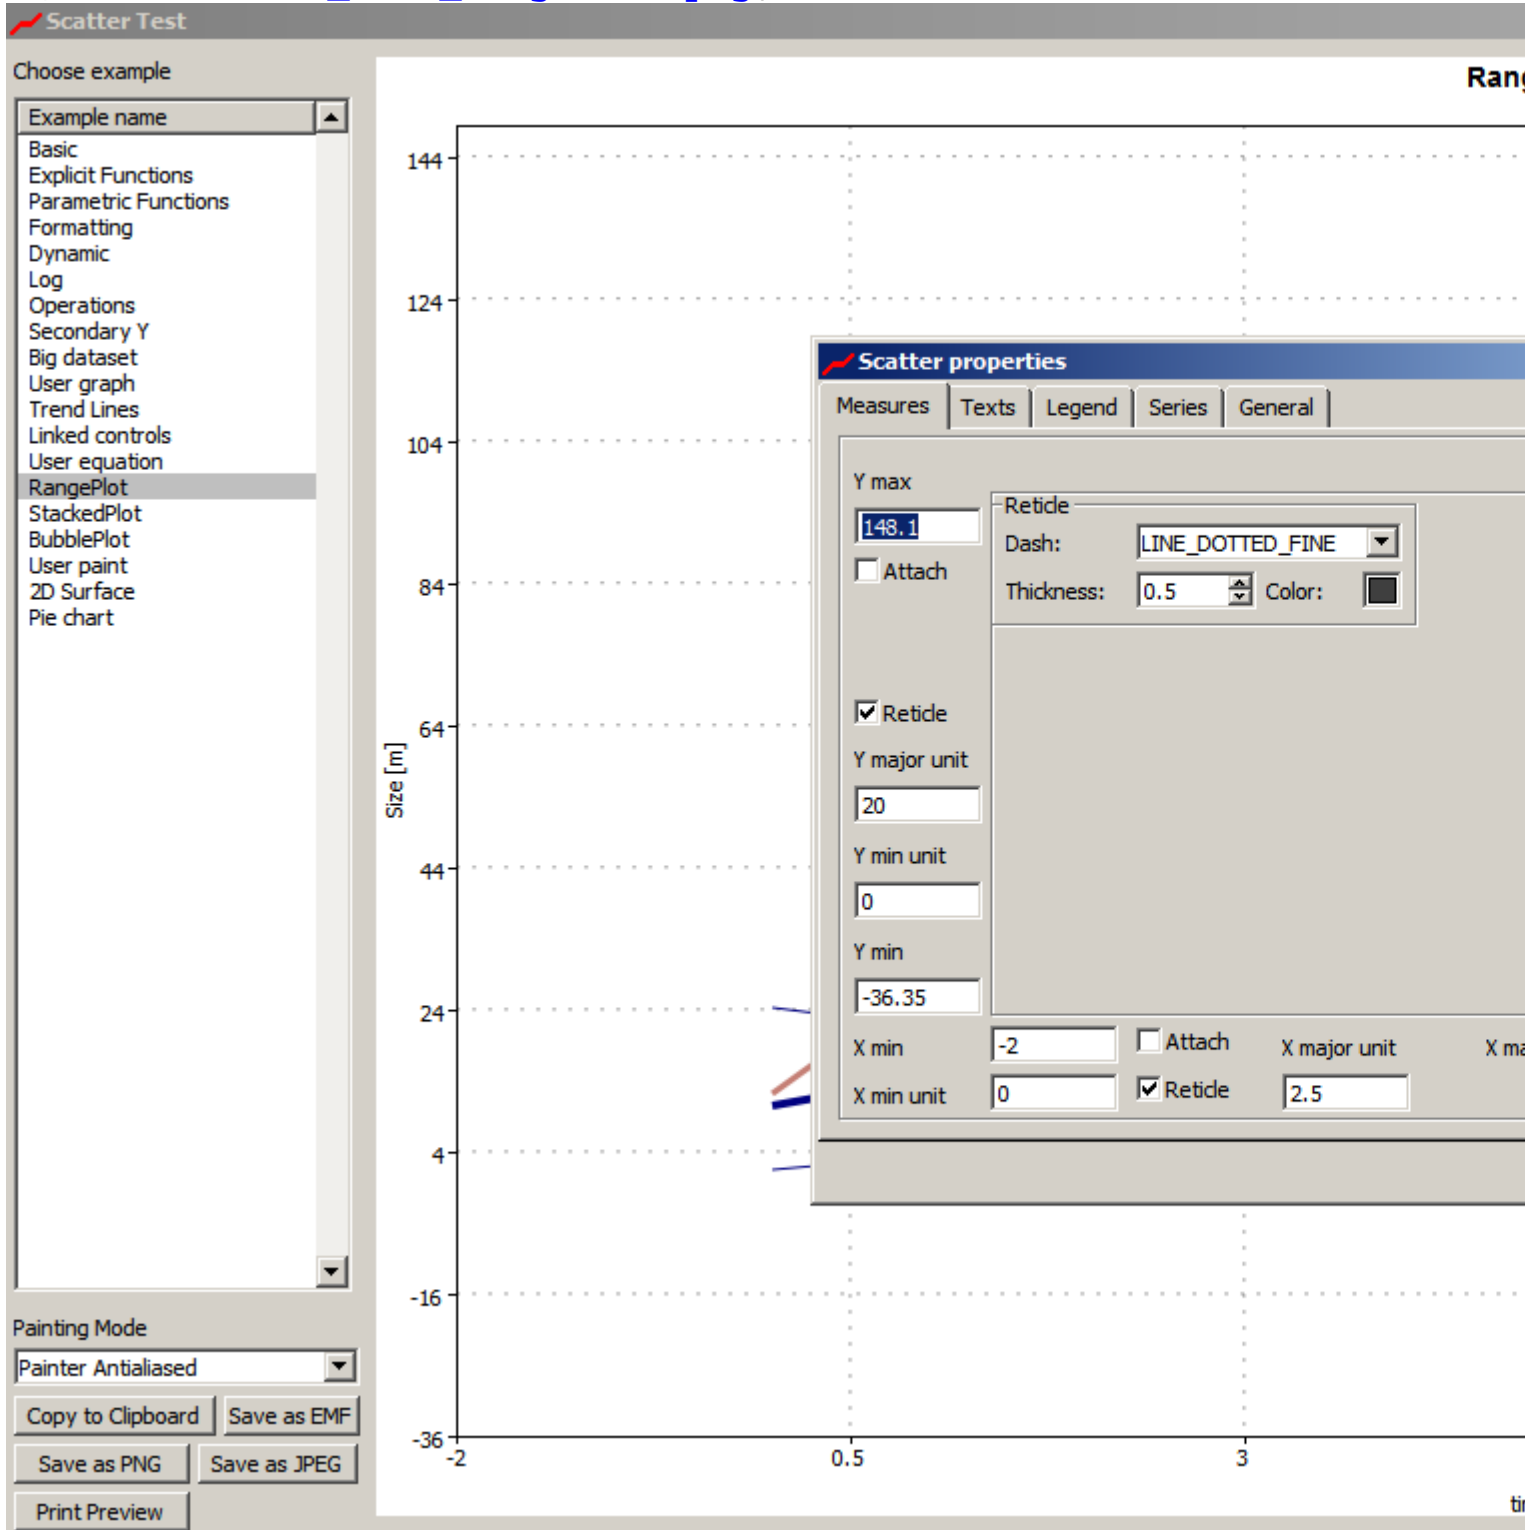 Scatter Test
Choose example
Example name
Basic
Explicit Functions
Parametric Functions
Formatting
Dynamic
Log
Operations
Secondary Y
Big dataset
User graph
Trend Lines
Linked controls
User equation
RangePlot
StackedPlot
BubblePlot
User paint
2D Surface
Pie chart
Painting Mode
Painter Antialiased
Copy to Clipboard
Save as EMF
Save as PNG
Save as JPEG
Print Preview
Rang
144
124
104
84
64
44
24
4
-16
-36
Size [m]
-2
0.5
3
Scatter properties
Measures Texts Legend Series General
Y max
148.1
Attach
Reticle
Y major unit
20
Y min unit
0
Y min
-36.35
Reticle
Dash: LINE_DOTTED_FINE
Thickness: 0.5 Color:
X min -2 Attach X major unit X ma
X min unit 0 Reticle 2.5